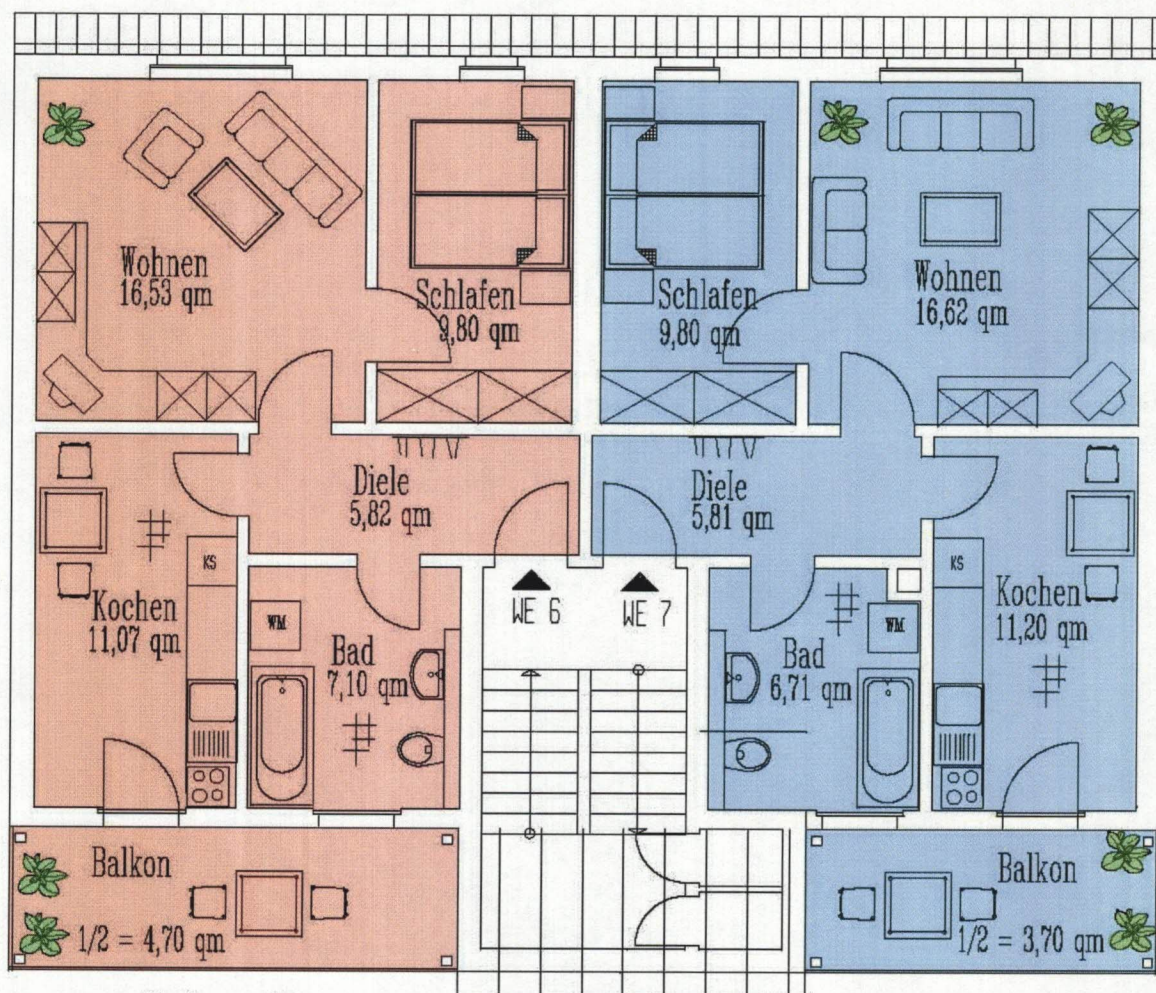 Wohnen
16,53 qm
Schlafen
9,80 qm
Schlafen
9,80 qm
Wohnen
16,62 qm
Diele
5,82 qm
Diele
5,81 qm
KS
KS
Kochen
11,07 qm
WM
Bad
7,10 qm
WE 6
WE 7
WM
Bad
6,71 qm
Kochen
11,20 qm
Balkon
1/2 = 4,70 qm
Balkon
1/2 = 3,70 qm